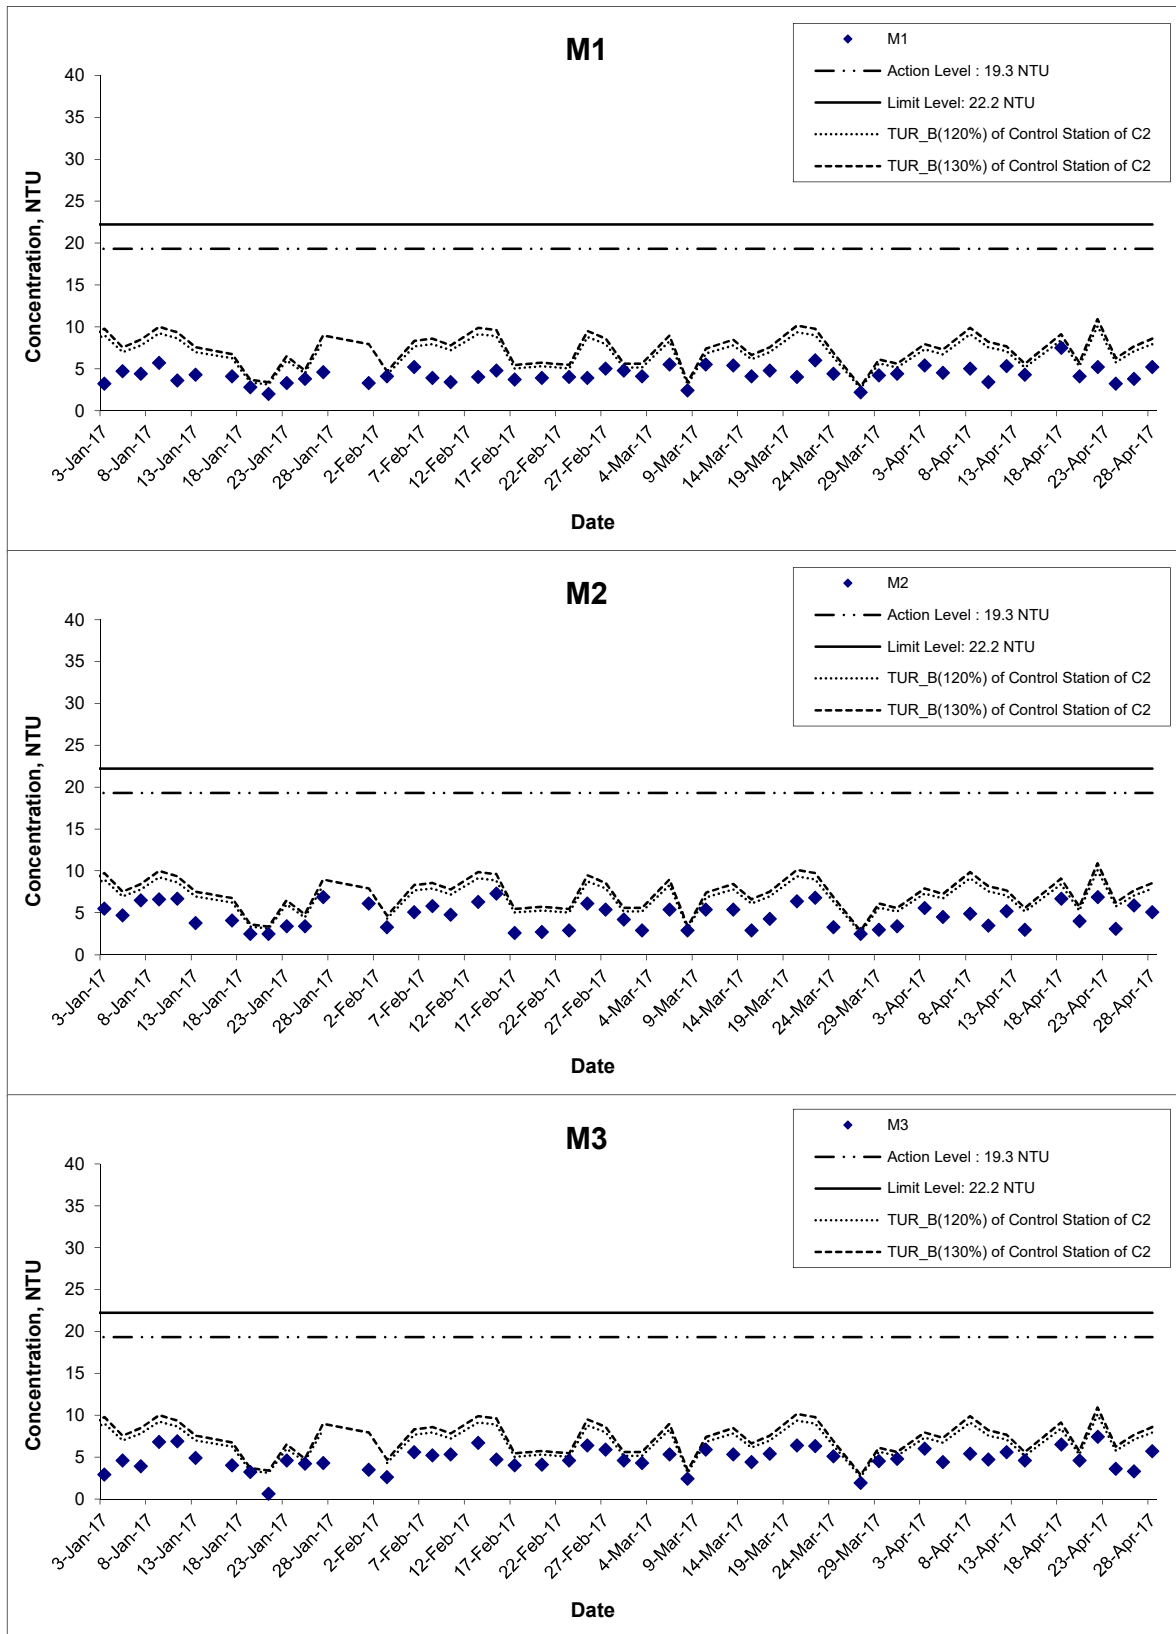 M1
M1
Action Level : 19.3 NTU
Limit Level: 22.2 NTU
TUR_B(120%) of Control Station of C2
TUR_B(130%) of Control Station of C2
Concentration, NTU
40
35
30
25
20
15
10
5
0
3-Jan-17
8-Jan-17
13-Jan-17
18-Jan-17
23-Jan-17
28-Jan-17
2-Feb-17
7-Feb-17
12-Feb-17
17-Feb-17
22-Feb-17
27-Feb-17
4-Mar-17
9-Mar-17
14-Mar-17
19-Mar-17
24-Mar-17
29-Mar-17
3-Apr-17
8-Apr-17
13-Apr-17
18-Apr-17
23-Apr-17
28-Apr-17
Date
M2
M2
Action Level : 19.3 NTU
Limit Level: 22.2 NTU
TUR_B(120%) of Control Station of C2
TUR_B(130%) of Control Station of C2
Concentration, NTU
40
35
30
25
20
15
10
5
0
3-Jan-17
8-Jan-17
13-Jan-17
18-Jan-17
23-Jan-17
28-Jan-17
2-Feb-17
7-Feb-17
12-Feb-17
17-Feb-17
22-Feb-17
27-Feb-17
4-Mar-17
9-Mar-17
14-Mar-17
19-Mar-17
24-Mar-17
29-Mar-17
3-Apr-17
8-Apr-17
13-Apr-17
18-Apr-17
23-Apr-17
28-Apr-17
Date
M3
M3
Action Level : 19.3 NTU
Limit Level: 22.2 NTU
TUR_B(120%) of Control Station of C2
TUR_B(130%) of Control Station of C2
Concentration, NTU
40
35
30
25
20
15
10
5
0
3-Jan-17
8-Jan-17
13-Jan-17
18-Jan-17
23-Jan-17
28-Jan-17
2-Feb-17
7-Feb-17
12-Feb-17
17-Feb-17
22-Feb-17
27-Feb-17
4-Mar-17
9-Mar-17
14-Mar-17
19-Mar-17
24-Mar-17
29-Mar-17
3-Apr-17
8-Apr-17
13-Apr-17
18-Apr-17
23-Apr-17
28-Apr-17
Date